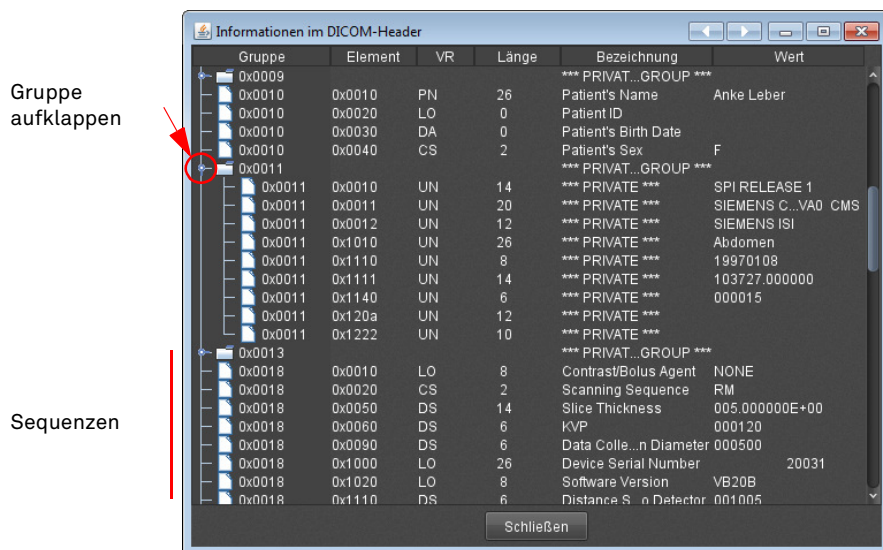 Informationen im DICOM-Header
Gruppe Element VR Länge Bezeichnung Wert
0x0009 *** PRIVAT...GROUP ***
0x0010 0x0010 PN 26 Patient's Name Anke Leber
0x0010 0x0020 LO 0 Patient ID
0x0010 0x0030 DA 0 Patient's Birth Date
0x0010 0x0040 CS 2 Patient's Sex F
0x0011 *** PRIVAT...GROUP ***
0x0011 0x0010 UN 14 *** PRIVATE *** SPI RELEASE 1
0x0011 0x0011 UN 20 *** PRIVATE *** SIEMENS C...VA0 CMS
0x0011 0x0012 UN 12 *** PRIVATE *** SIEMENS ISI
0x0011 0x1010 UN 26 *** PRIVATE *** Abdomen
0x0011 0x1110 UN 8 *** PRIVATE *** 19970108
0x0011 0x1111 UN 14 *** PRIVATE *** 103727.000000
0x0011 0x1140 UN 6 *** PRIVATE *** 000015
0x0011 0x120a UN 12 *** PRIVATE ***
0x0011 0x1222 UN 10 *** PRIVATE ***
0x0013 *** PRIVAT...GROUP ***
0x0018 0x0010 LO 8 Contrast/Bolus Agent NONE
0x0018 0x0020 CS 2 Scanning Sequence RM
0x0018 0x0050 DS 14 Slice Thickness 005.000000E+00
0x0018 0x0060 DS 6 KVP 000120
0x0018 0x0090 DS 6 Data Colle...n Diameter 000500
0x0018 0x1000 LO 26 Device Serial Number 20031
0x0018 0x1020 LO 8 Software Version VB20B
0x0018 0x1110 DS 6 Distance S...o Detector 001005
Schließen
Gruppe
aufklappen
Sequenzen